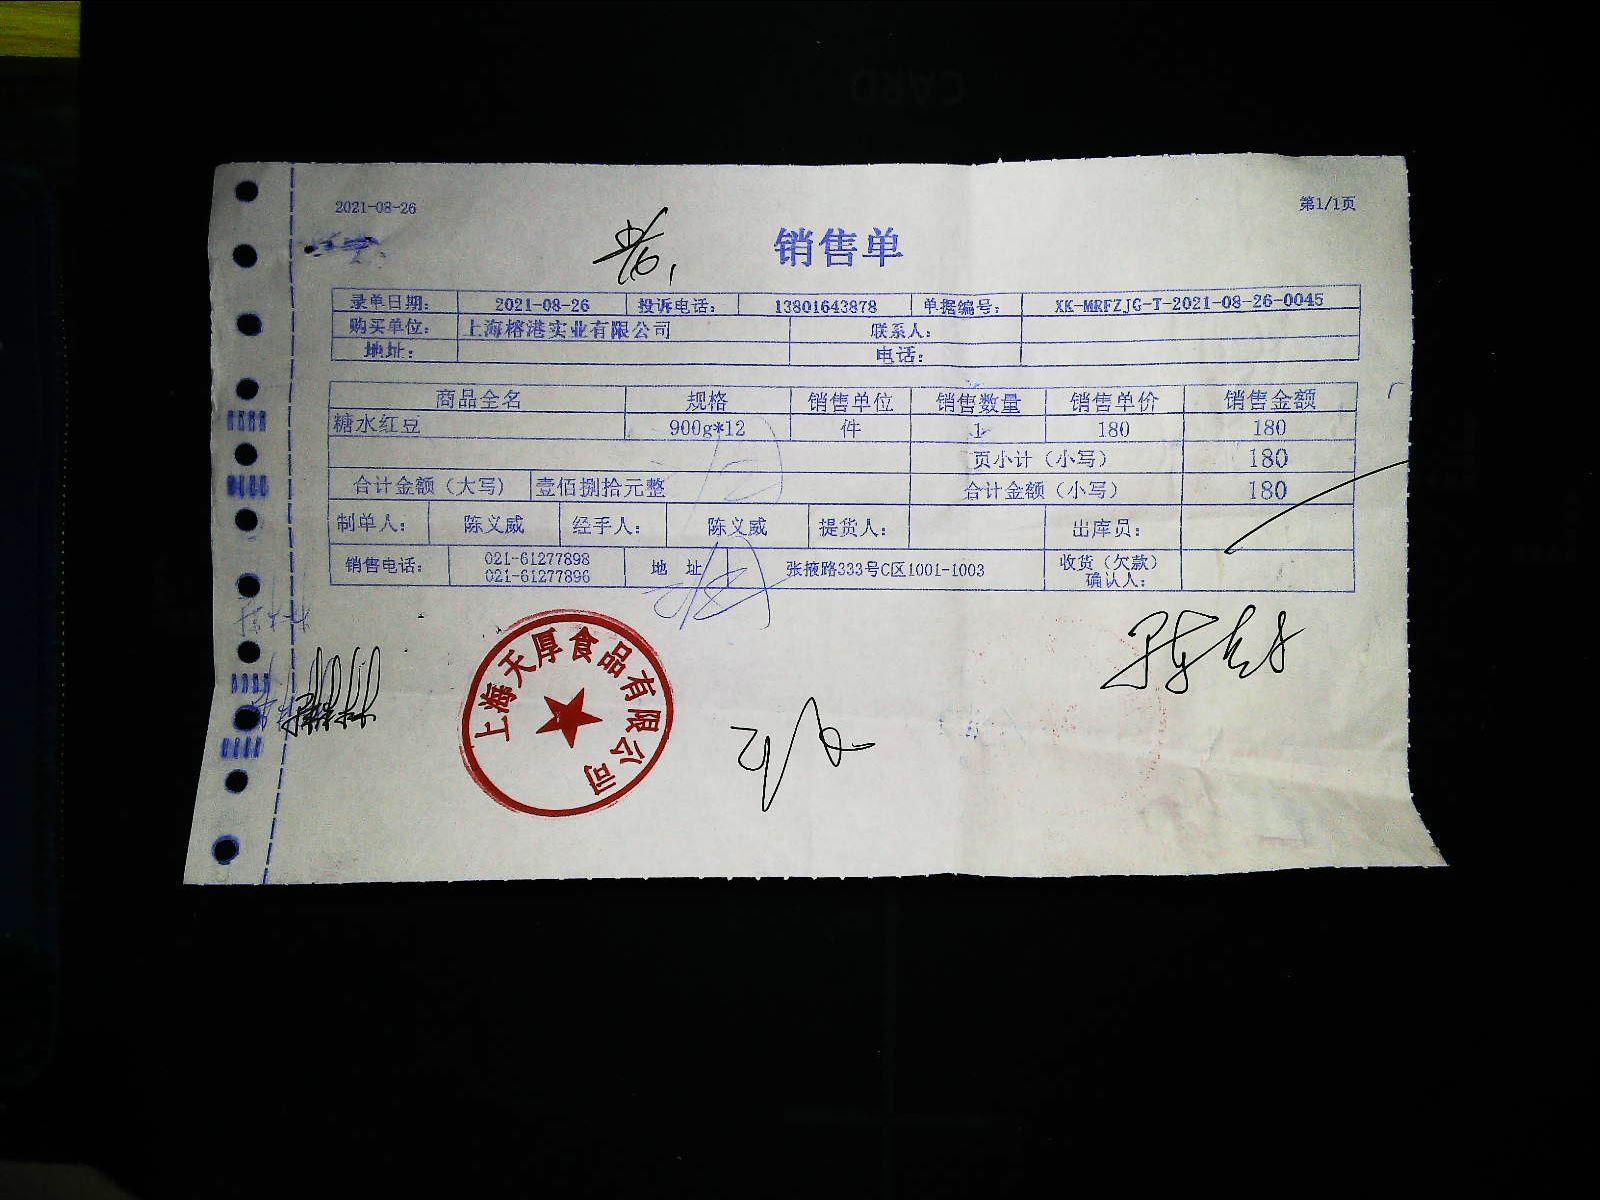 CARD
2021-08-26
第1/1页
销售单
录单日期： 2021-08-26 投诉电话： 13801643878 单据编号： XK-MRFZJG-T-2021-08-26-0045
购买单位： 上海榕港实业有限公司 联系人：
地址： 电话：
商品全名 规格 销售单位 销售数量 销售单价 销售金额
糖水红豆 900g*12 件 1 180 180
页小计（小写） 180
合计金额（大写） 壹佰捌拾元整 合计金额（小写） 180
制单人： 陈义威 经手人： 陈义威 提货人： 出库员：
销售电话： 021-61277898 地 址 张掖路333号C区1001-1003 收货（欠款）
021-61277896 确认人：
上海天厚食品有限公司